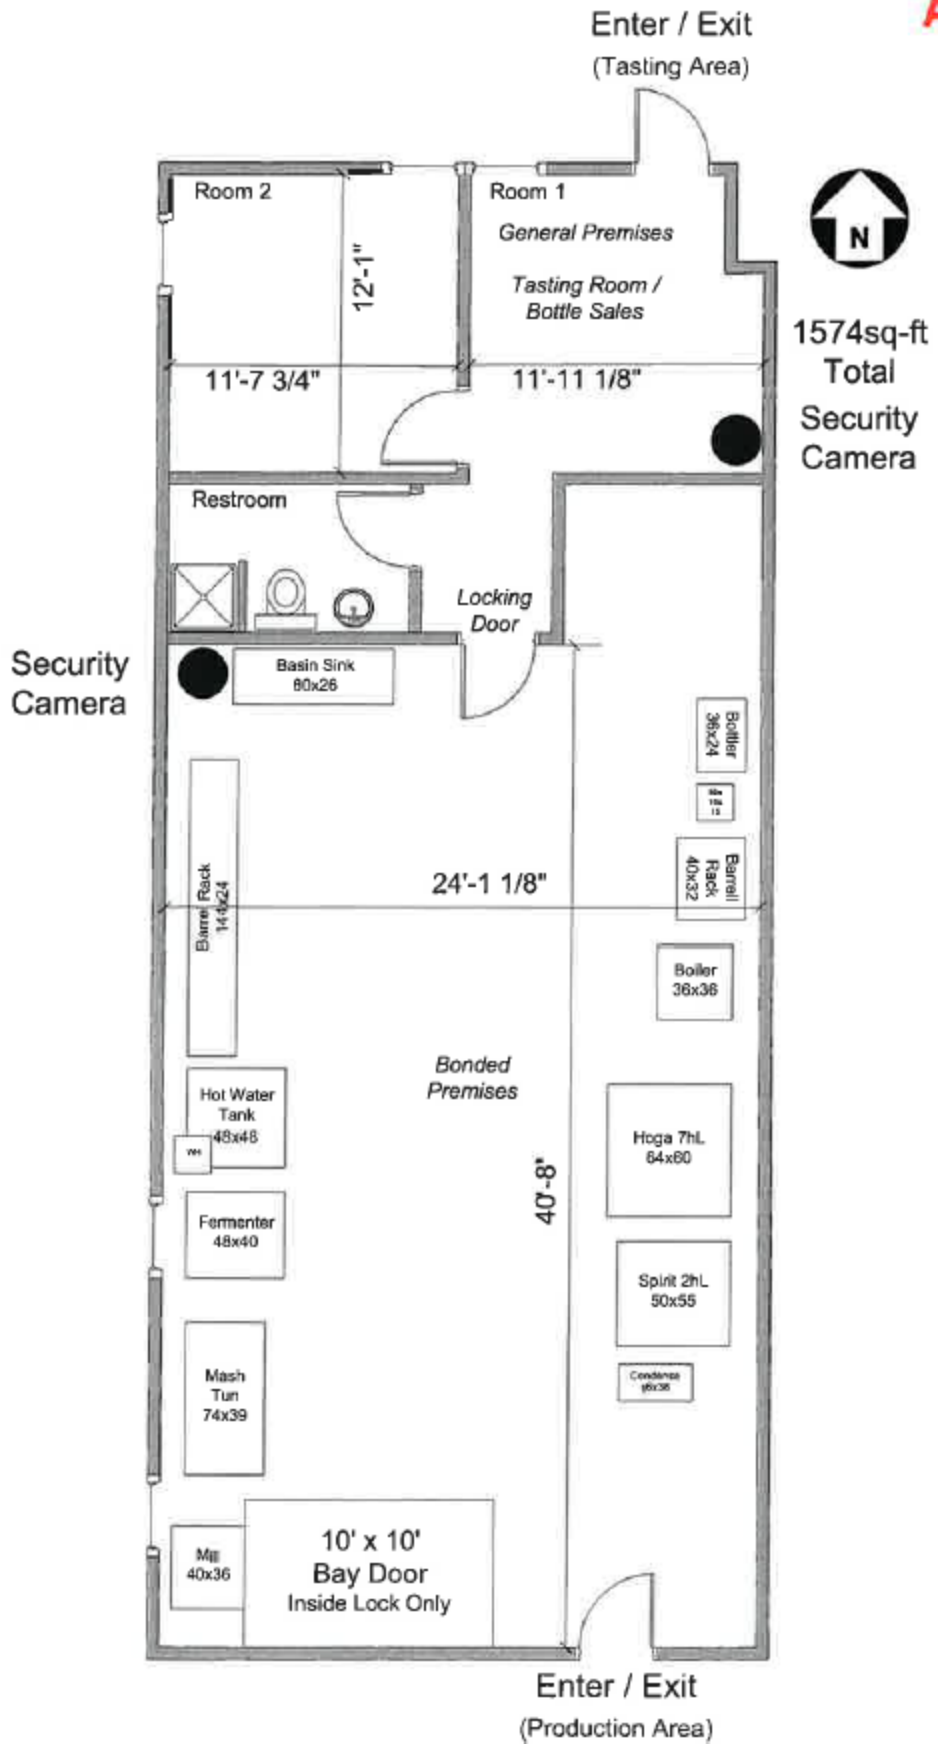 Enter / Exit
(Tasting Area)
Room 2
Room 1
General Premises
Tasting Room /
Bottle Sales
N
12'-1"
11'-7 3/4"
11'-11 1/8"
1574sq-ft
Total
Security
Camera
Restroom
Locking
Door
Security
Camera
Basin Sink
80x26
Bottler
36x24
Barrel Rack
144x24
24'-1 1/8"
Barrell
Rack
40x32
Boiler
36x36
Bonded
Premises
Hot Water
Tank
48x48
WH
40'-8"
Hoga 7hL
64x60
Fermenter
48x40
Spirit 2hL
50x55
Mash
Tun
74x39
Condense
Mill
40x36
10' x 10'
Bay Door
Inside Lock Only
Enter / Exit
(Production Area)